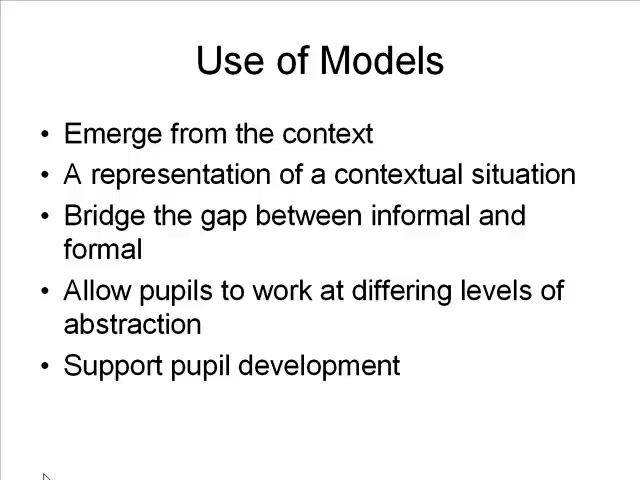 Use of Models
• Emerge from the context
• A representation of a contextual situation
• Bridge the gap between informal and
formal
• Allow pupils to work at differing levels of
abstraction
• Support pupil development